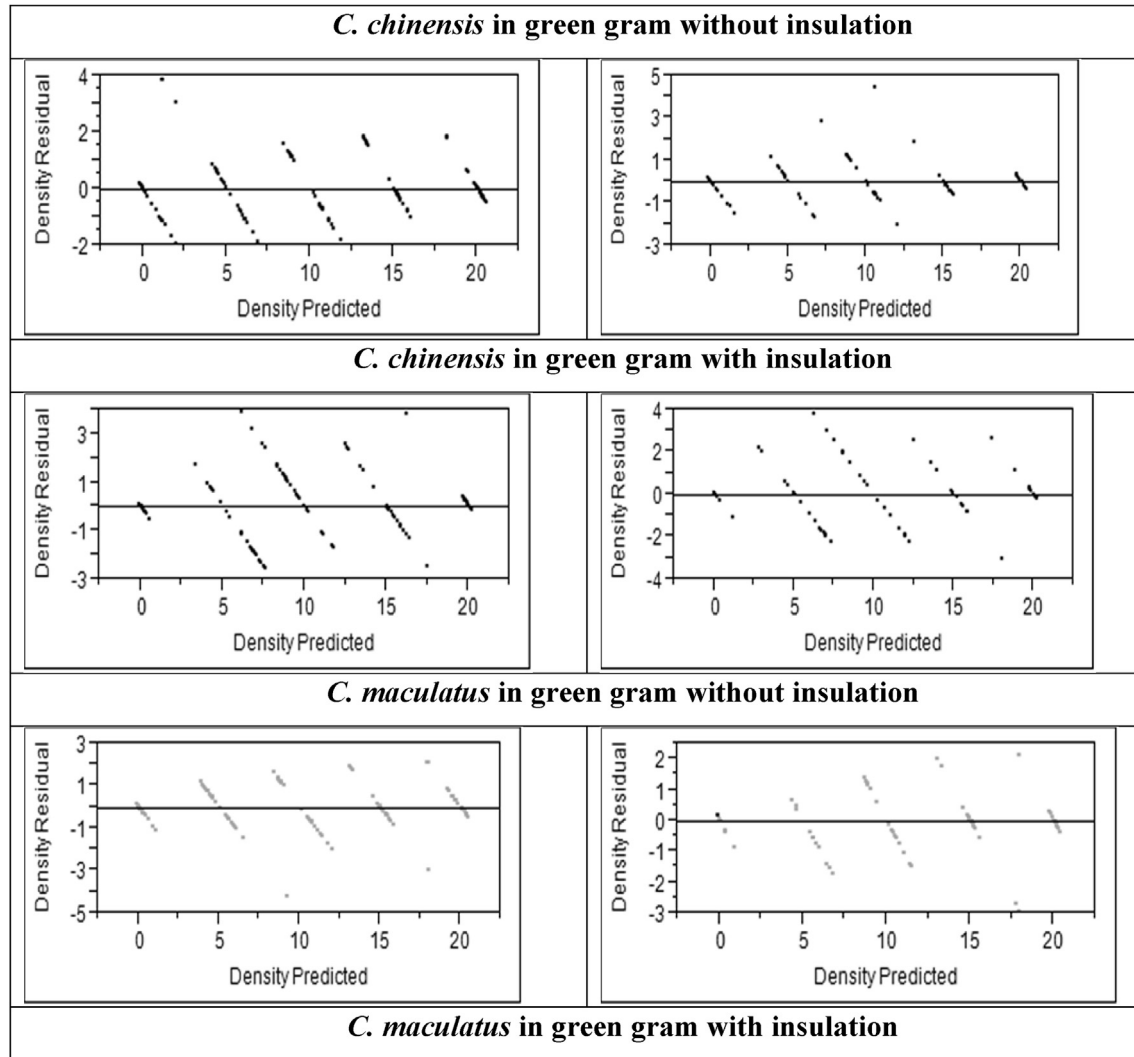 C. chinensis in green gram without insulation
4
2
0
-2
Density Residual
0 5 10 15 20
Density Predicted
5
3
1
-1
-3
Density Residual
0 5 10 15 20
Density Predicted
C. chinensis in green gram with insulation
3
1
-1
-3
Density Residual
0 5 10 15 20
Density Predicted
4
2
0
-2
-4
Density Residual
0 5 10 15 20
Density Predicted
C. maculatus in green gram without insulation
3
1
-1
-3
-5
Density Residual
0 5 10 15 20
Density Predicted
2
1
0
-1
-2
-3
Density Residual
0 5 10 15 20
Density Predicted
C. maculatus in green gram with insulation